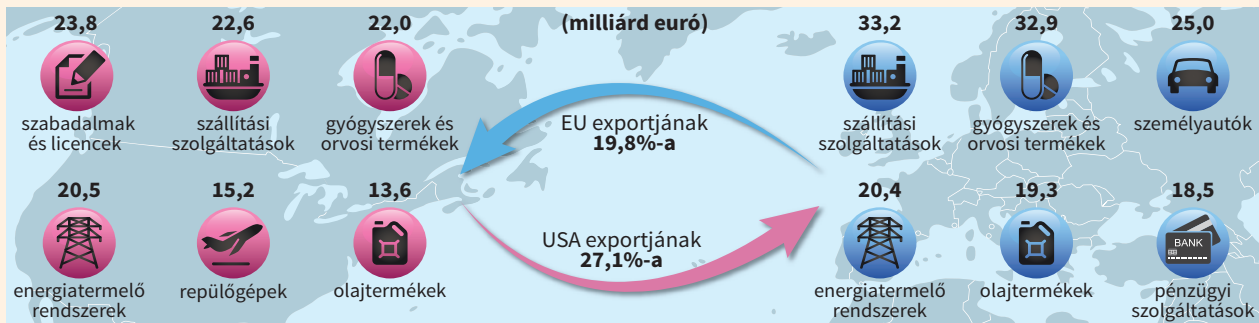 23,8
szabadalmak
és licencek
22,6
szállítási
szolgáltatások
22,0
gyógyszerek és
orvosi termékek
20,5
energiatermelő
rendszerek
15,2
repülőgépek
13,6
olajtermékek
(milliárd euró)
EU exportjának
19,8%-a
USA exportjának
27,1%-a
33,2
szállítási
szolgáltatások
32,9
gyógyszerek és
orvosi termékek
25,0
személyautók
20,4
energiatermelő
rendszerek
19,3
olajtermékek
18,5
BANK
pénzügyi
szolgáltatások